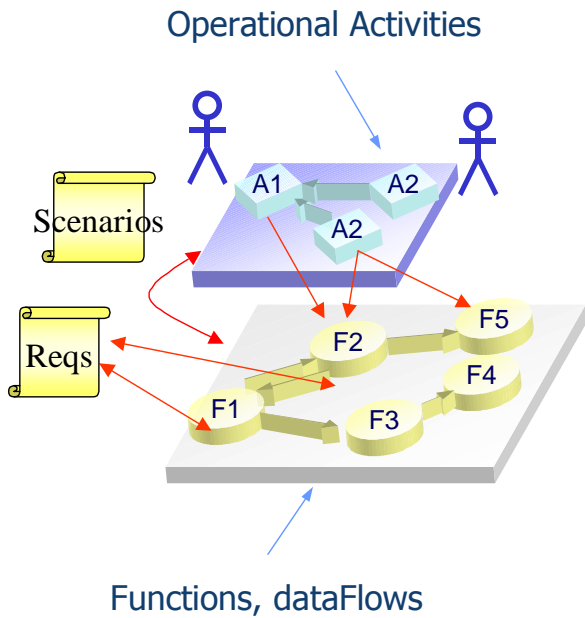 Operational Activities
A1
A2
Scenarios
A2
F5
F2
Reqs
F4
F1
F3
Functions, dataFlows